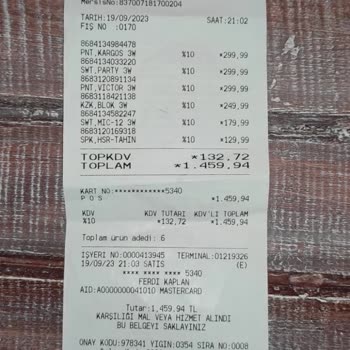 MersisNo:8370071817002​04
TARİH:19/09/2023 SAAT:21:02
FİŞ NO :0170
8684134984478
PNT,KARGOS 3W %10 *299,99
8684134033220
SWT,PARTY 3W %10 *299,99
8683120891134
PNT,VICTOR 3W %10 *299,99
8683118421138
KZK,BLOK 3W %10 *249,99
8684134582247
SWT,MIC-12 3W %10 *179,99
8683120169318
SPK,HSR-TAHIN %10 *129,99
TOPKDV *132,72
TOPLAM *1.459,94
KART NO:************5340
P O S *1.459,94
KDV KDV TUTARI KDV'Lİ TOPLAM
%10 *132,72 *1.459,94
Toplam ürün adedi: 6
İŞYERİ NO:0000413945 TERMINAL:01219326
19/09/23 21:03 SATIS (E)
**** **** **** 5340
FERDİ KAPLAN
AID:A0000000041010 MASTERCARD
Tutar:1,459.94 TL
KARŞILIĞI MAL VEYA HİZMET ALINDI
BU BELGEYİ SAKLAYINIZ
ONAY KODU:978341 YIGIN:0354 SIRA NO:0008